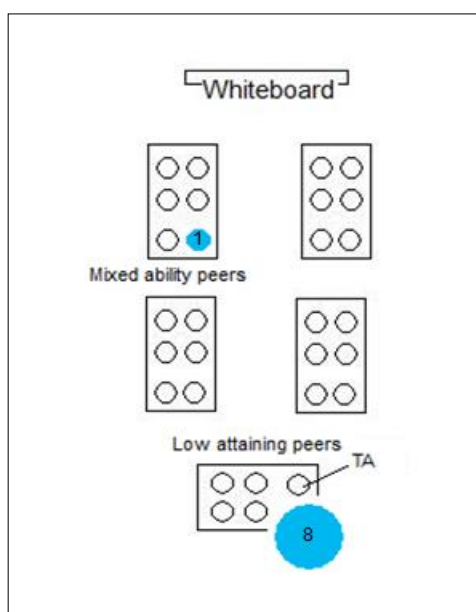 Whiteboard
1
Mixed ability peers
Low attaining peers
TA
8